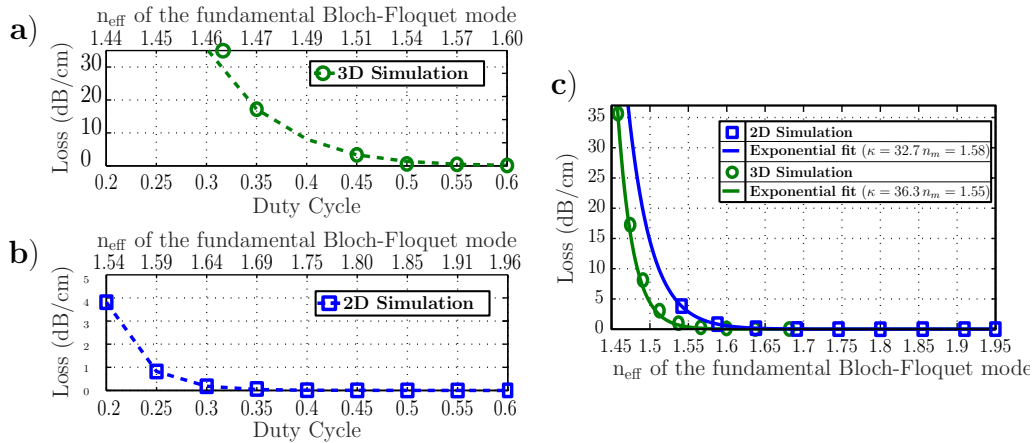 a)
n_eff of the fundamental Bloch-Floquet mode
1.44 1.45 1.46 1.47 1.49 1.51 1.54 1.57 1.60
Loss (dB/cm)
30
20
10
0
3D Simulation
0.2 0.25 0.3 0.35 0.4 0.45 0.5 0.55 0.6
Duty Cycle
b)
n_eff of the fundamental Bloch-Floquet mode
1.54 1.59 1.64 1.69 1.75 1.80 1.85 1.91 1.96
Loss (dB/cm)
5
4
3
2
1
0
2D Simulation
0.2 0.25 0.3 0.35 0.4 0.45 0.5 0.55 0.6
Duty Cycle
c)
Loss (dB/cm)
35
30
25
20
15
10
5
0
2D Simulation
Exponential fit (κ = 32.7 n_m = 1.58)
3D Simulation
Exponential fit (κ = 36.3 n_m = 1.55)
1.45 1.5 1.55 1.6 1.65 1.7 1.75 1.8 1.85 1.9 1.95
n_eff of the fundamental Bloch-Floquet mode